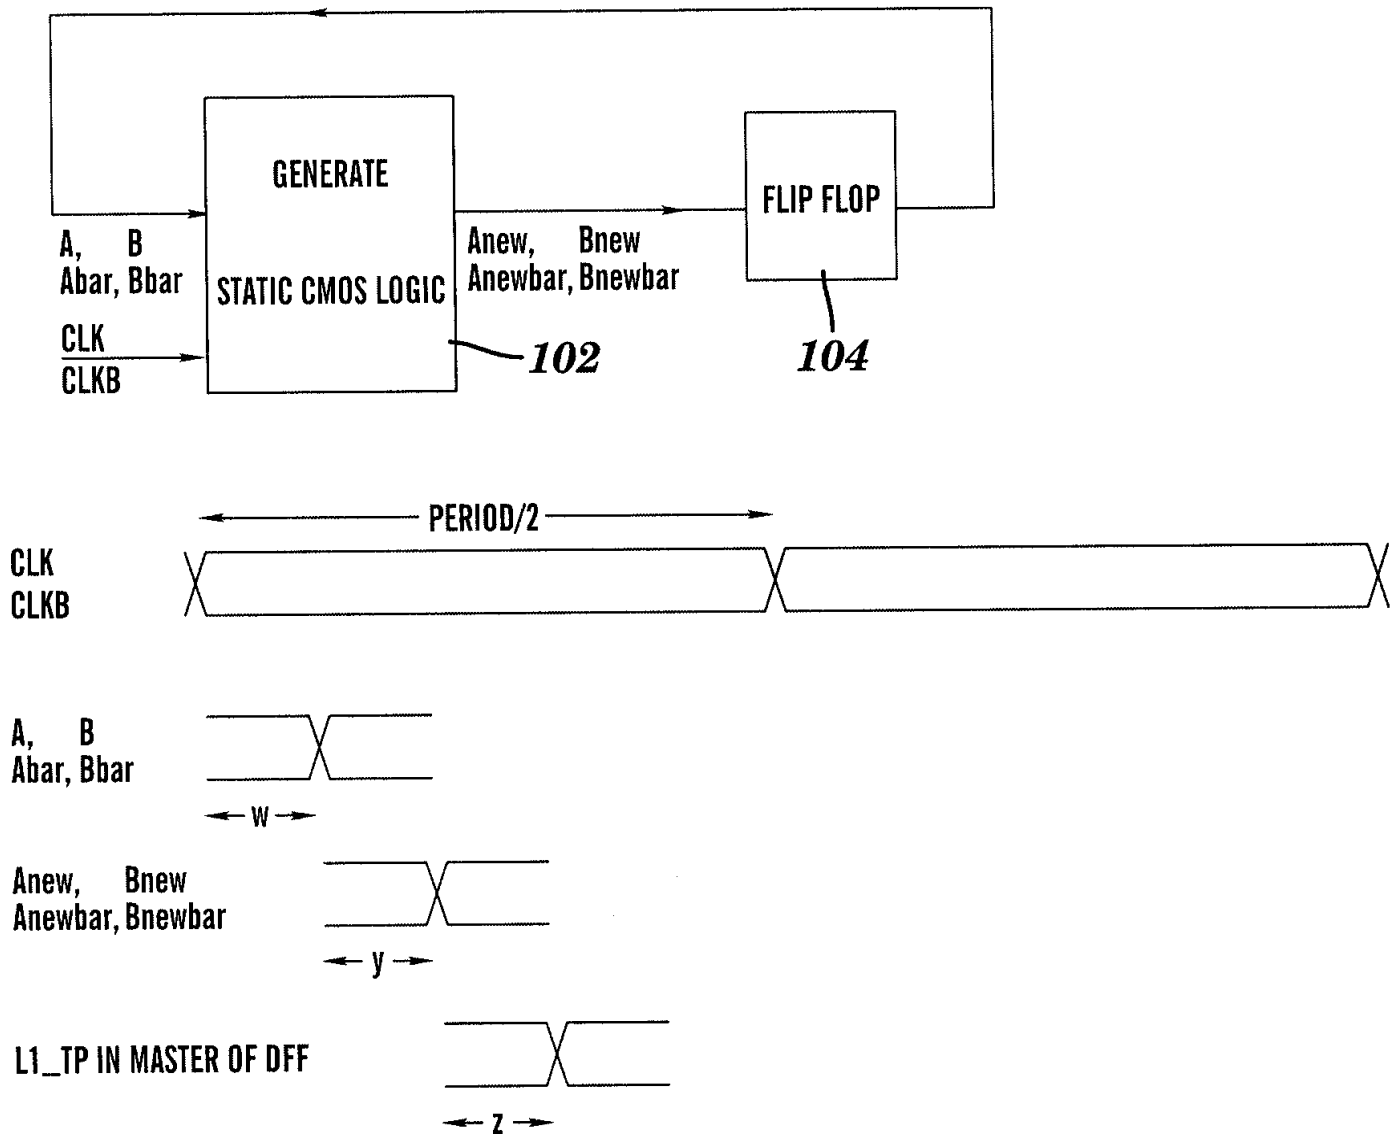 GENERATE
STATIC CMOS LOGIC
FLIP FLOP
A, B
Abar, Bbar
CLK
CLKB
Anew, Bnew
Anewbar, Bnewbar
102
104
PERIOD/2
CLK
CLKB
A, B
Abar, Bbar
w
Anew, Bnew
Anewbar, Bnewbar
y
L1_TP IN MASTER OF DFF
z